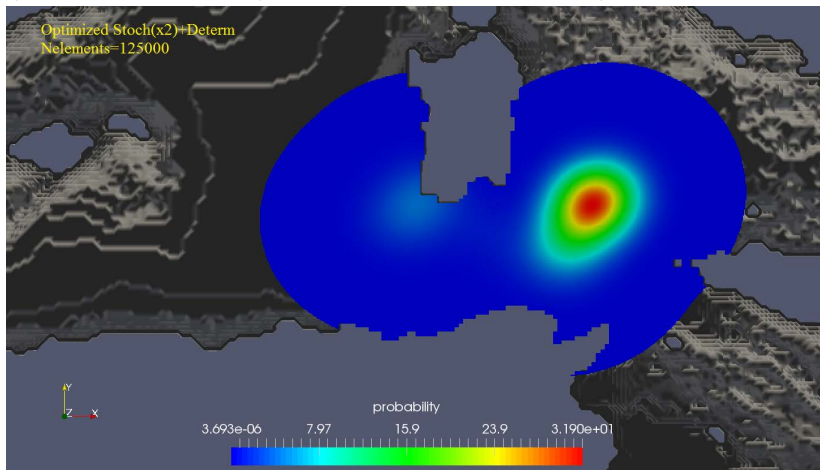 Optimized Stoch(x2)+Determ
Nelements=125000
Y
Z X
probability
3.693e-06 7.97 15.9 23.9 3.190e+01